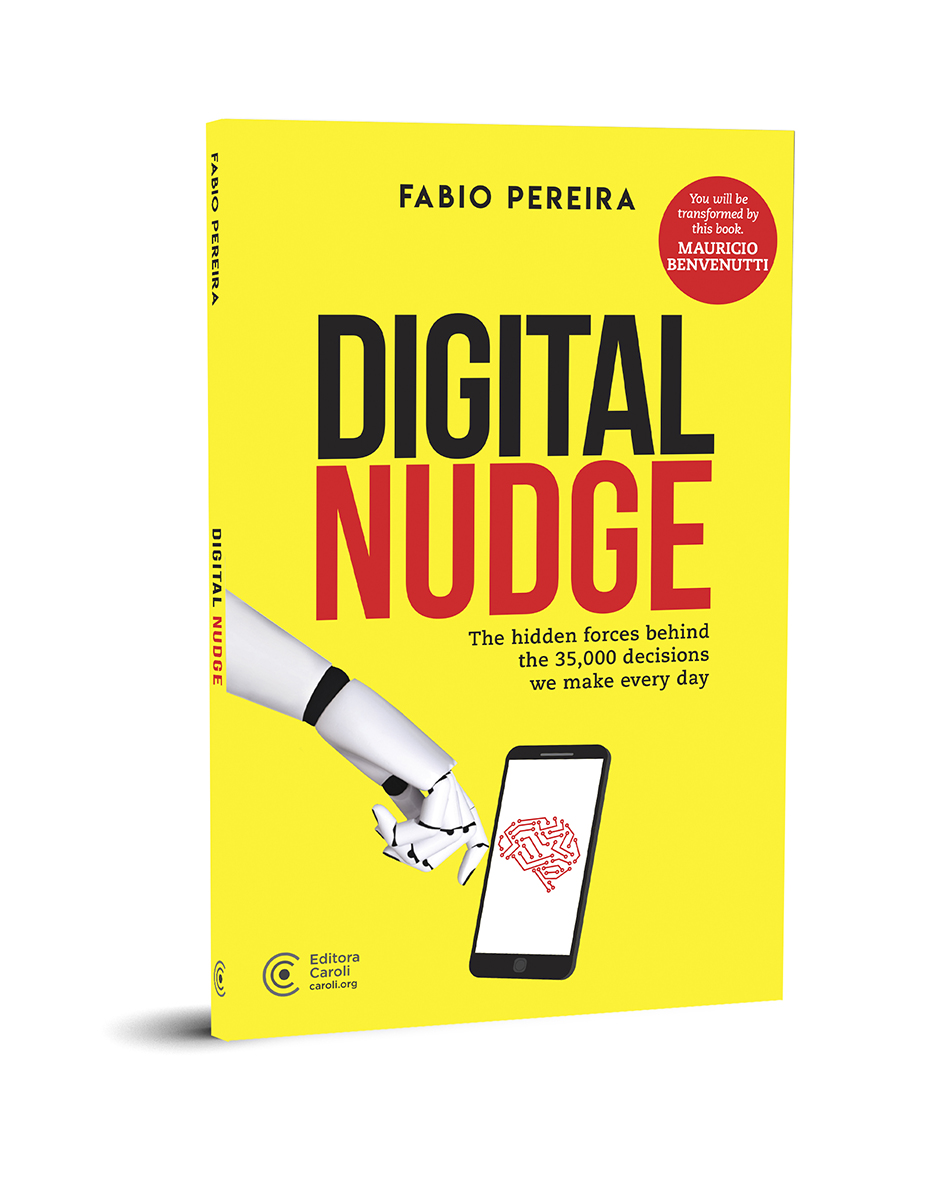 FABIO PEREIRA
DIGITAL NUDGE
FABIO PEREIRA
You will be
transformed by
this book.
MAURICIO
BENVENUTTI
DIGITAL
NUDGE
The hidden forces behind
the 35,000 decisions
we make every day
Editora
Caroli
caroli.org